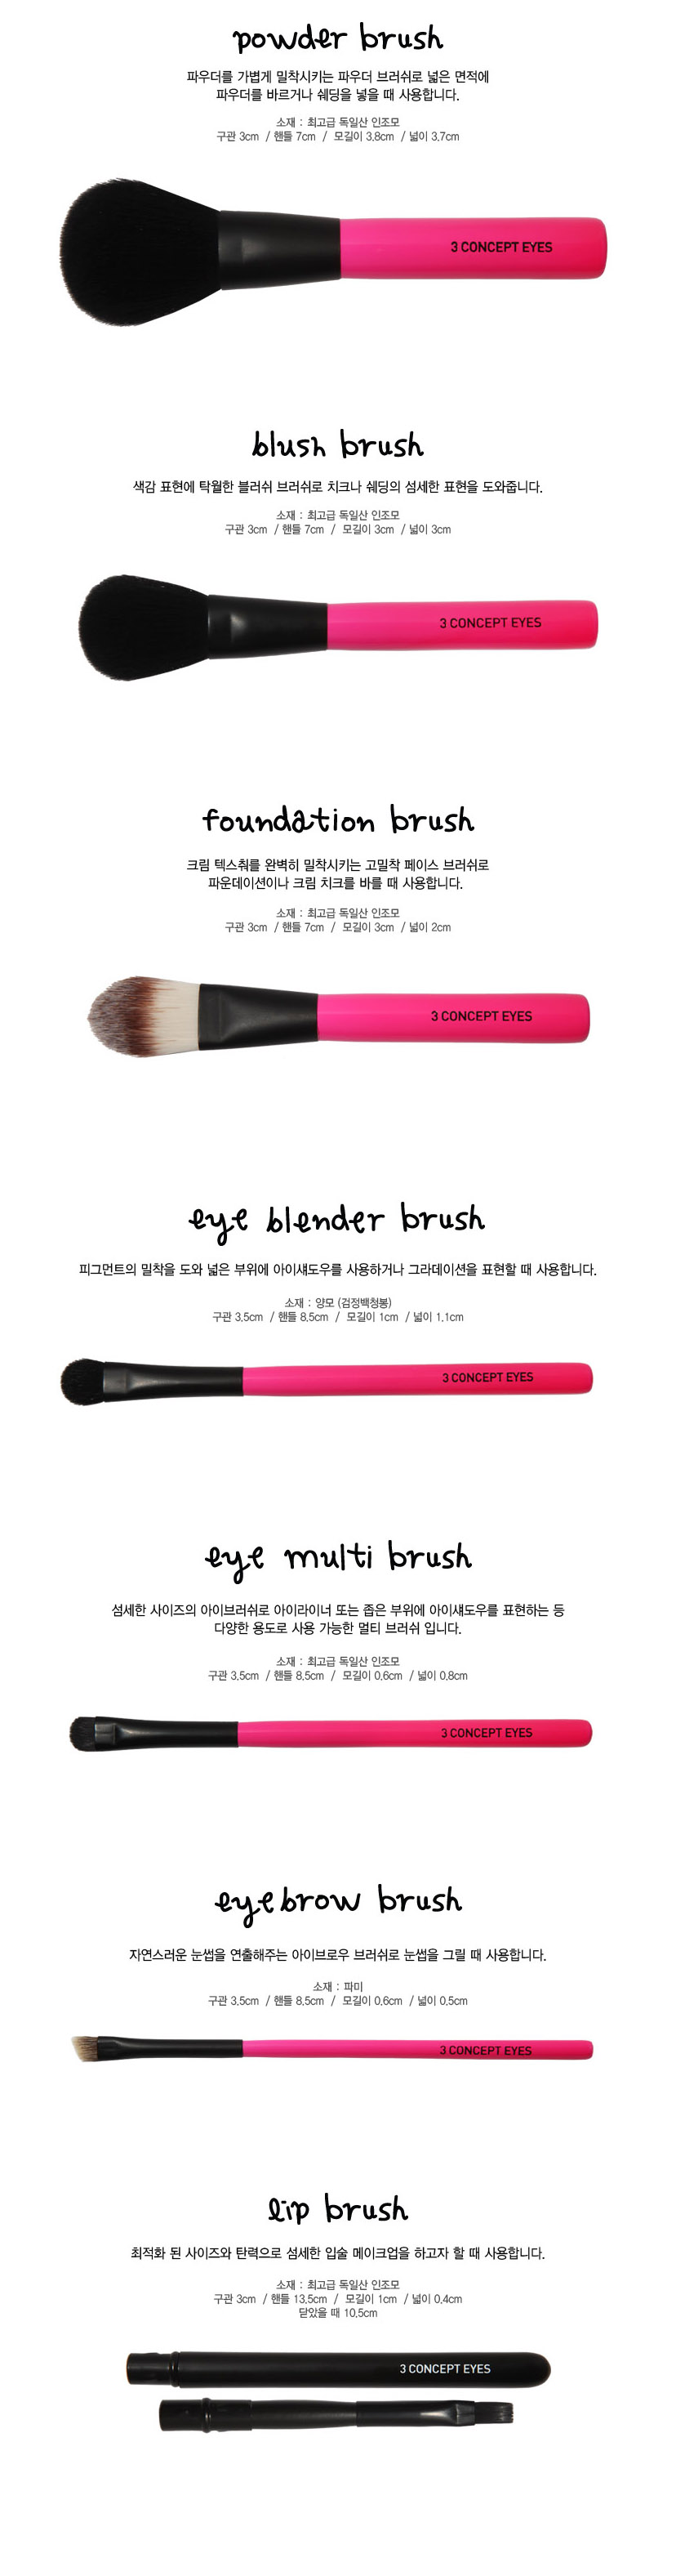 powder brush
파우더를 가볍게 밀착시키는 파우더 브러쉬로 넓은 면적에
파우더를 바르거나 쉐딩을 넣을 때 사용합니다.
소재 : 최고급 독일산 인조모
구관 3cm / 핸들 7cm / 모길이 3.8cm / 넓이 3.7cm
3 CONCEPT EYES
blush brush
색감 표현에 탁월한 블러쉬 브러쉬로 치크나 쉐딩의 섬세한 표현을 도와줍니다.
소재 : 최고급 독일산 인조모
구관 3cm / 핸들 7cm / 모길이 3cm / 넓이 3cm
3 CONCEPT EYES
foundation brush
크림 텍스춰를 완벽히 밀착시키는 고밀착 페이스 브러쉬로
파운데이션이나 크림 치크를 바를 때 사용합니다.
소재 : 최고급 독일산 인조모
구관 3cm / 핸들 7cm / 모길이 3cm / 넓이 2cm
3 CONCEPT EYES
eye blender brush
피그먼트의 밀착을 도와 넓은 부위에 아이섀도우를 사용하거나 그라데이션을 표현할 때 사용합니다.
소재 : 양모 (검정백청봉)
구관 3.5cm / 핸들 8.5cm / 모길이 1cm / 넓이 1.1cm
3 CONCEPT EYES
eye multi brush
섬세한 사이즈의 아이브러쉬로 아이라이너 또는 좁은 부위에 아이섀도우를 표현하는 등
다양한 용도로 사용 가능한 멀티 브러쉬 입니다.
소재 : 최고급 독일산 인조모
구관 3.5cm / 핸들 8.5cm / 모길이 0.6cm / 넓이 0.8cm
3 CONCEPT EYES
eyebrow brush
자연스러운 눈썹을 연출해주는 아이브로우 브러쉬로 눈썹을 그릴 때 사용합니다.
소재 : 파미
구관 3.5cm / 핸들 8.5cm / 모길이 0.6cm / 넓이 0.5cm
3 CONCEPT EYES
lip brush
최적화 된 사이즈와 탄력으로 섬세한 입술 메이크업을 하고자 할 때 사용합니다.
소재 : 최고급 독일산 인조모
구관 3cm / 핸들 13.5cm / 모길이 1cm / 넓이 0.4cm
닫았을 때 10.5cm
3 CONCEPT EYES